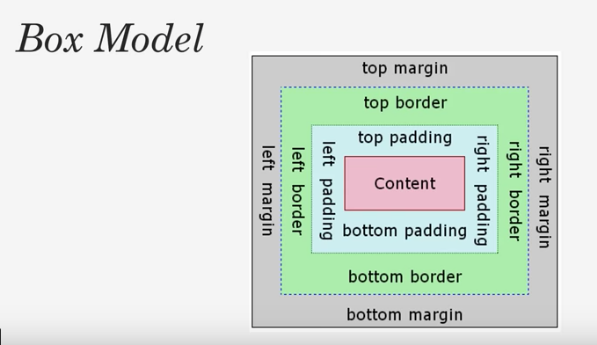 Box Model
top margin
top border
top padding
left margin
left border
left padding
Content
right padding
right border
right margin
bottom padding
bottom border
bottom margin